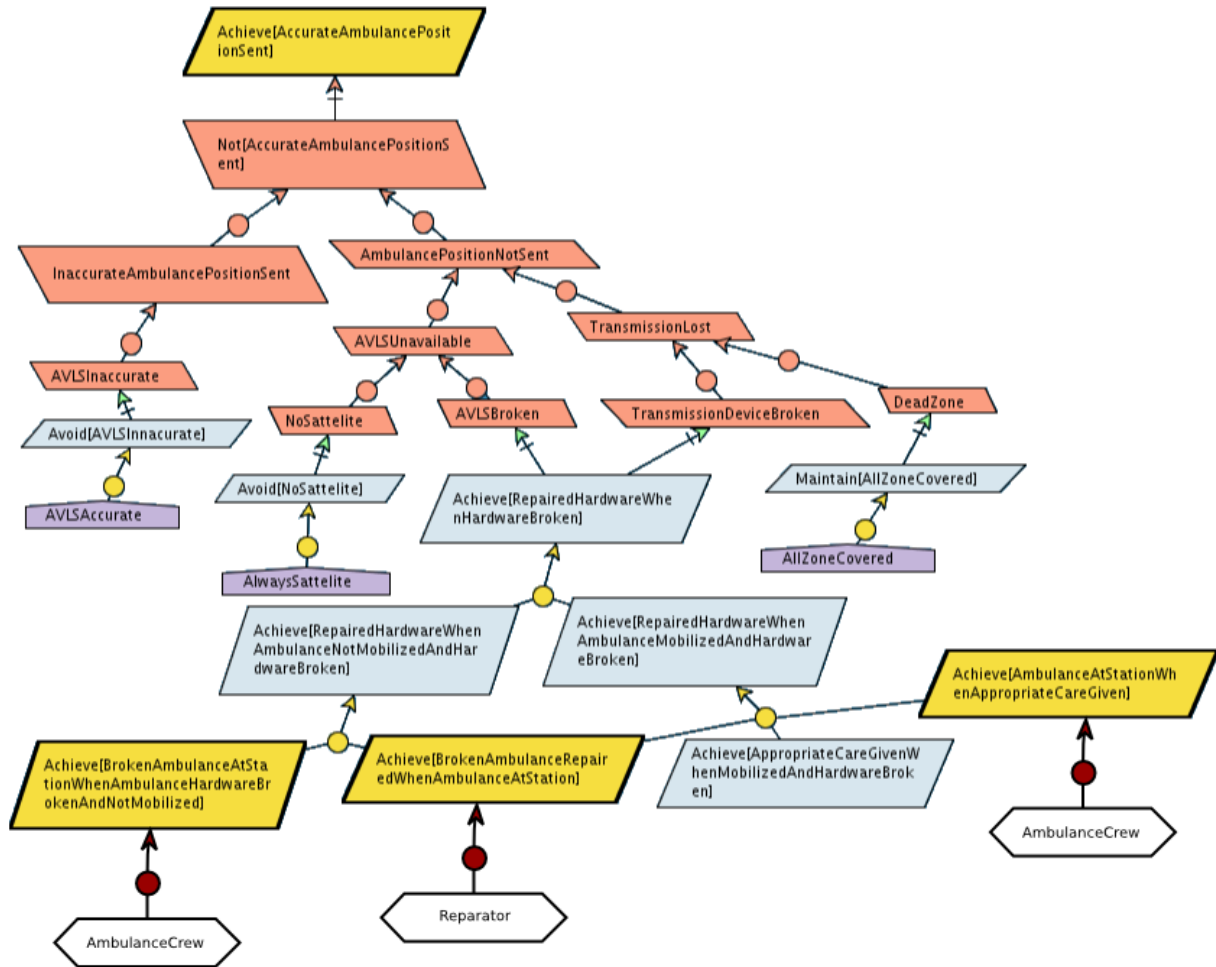 Achieve[AccurateAmbulancePosit
ionSent]
Not[AccurateAmbulancePositionS
ent]
InaccurateAmbulancePositionSent
AmbulancePositionNotSent
AVLSUnavailable
TransmissionLost
AVLSInaccurate
NoSattelite
AVLSBroken
TransmissionDeviceBroken
DeadZone
Avoid[AVLSInnacurate]
Avoid[NoSattelite]
Achieve[RepairedHardwareWhe
nHardwareBroken]
Maintain[AllZoneCovered]
AVLSAccurate
AlwaysSattelite
AllZoneCovered
Achieve[RepairedHardwareWhen
AmbulanceNotMobilizedAndHar
dwareBroken]
Achieve[RepairedHardwareWhen
AmbulanceMobilizedAndHardwar
eBroken]
Achieve[AmbulanceAtStationWh
enAppropriateCareGiven]
Achieve[BrokenAmbulanceAtSta
tionWhenAmbulanceHardwareBr
okenAndNotMobilized]
Achieve[BrokenAmbulanceRepai
redWhenAmbulanceAtStation]
Achieve[AppropriateCareGivenW
henMobilizedAndHardwareBrok
en]
AmbulanceCrew
Reparator
AmbulanceCrew